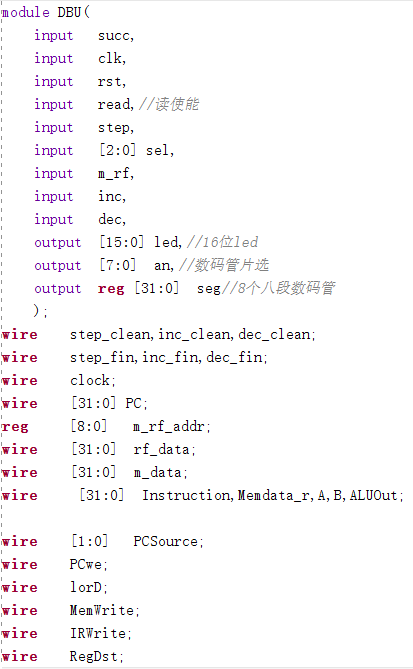 module DBU(
input succ,
input clk,
input rst,
input read,//读使能
input step,
input [2:0] sel,
input m_rf,
input inc,
input dec,
output [15:0] led,//16位led
output [7:0] an,//数码管片选
output reg [31:0] seg//8个八段数码管
);
wire step_clean,inc_clean,dec_clean;
wire step_fin,inc_fin,dec_fin;
wire clock;
wire [31:0] PC;
reg [8:0] m_rf_addr;
wire [31:0] rf_data;
wire [31:0] m_data;
wire [31:0] Instruction,Memdata_r,A,B,ALUOut;
wire [1:0] PCSource;
wire PCwe;
wire lorD;
wire MemWrite;
wire IRWrite;
wire RegDst;